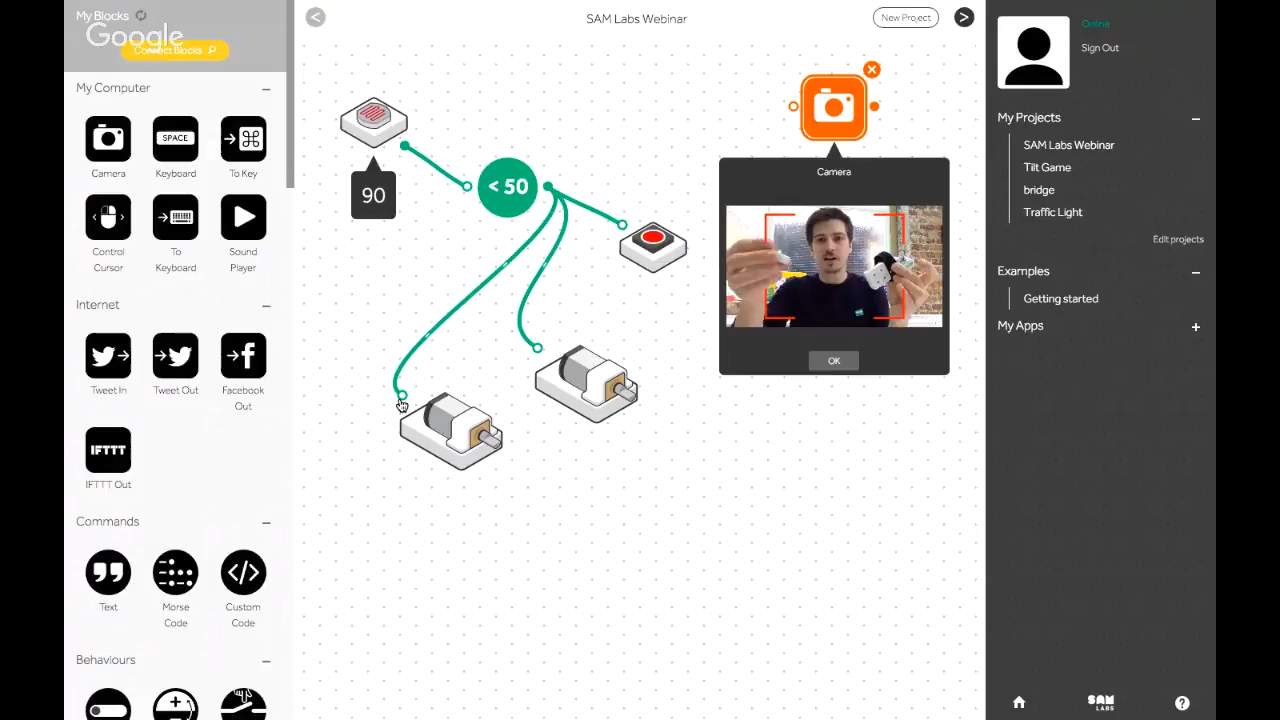 My Blocks
Google
Connect Blocks
My Computer
Camera
SPACE
Keyboard
To Key
Control
Cursor
To
Keyboard
Sound
Player
Internet
Tweet In
Tweet Out
Facebook
Out
IFTTT
IFTTT Out
Commands
Text
Morse
Code
Custom
Code
Behaviours
SAM Labs Webinar
New Project
90
< 50
Camera
OK
Online
Sign Out
My Projects
SAM Labs Webinar
Tilt Game
bridge
Traffic Light
Edit projects
Examples
Getting started
My Apps
SAM
LABS